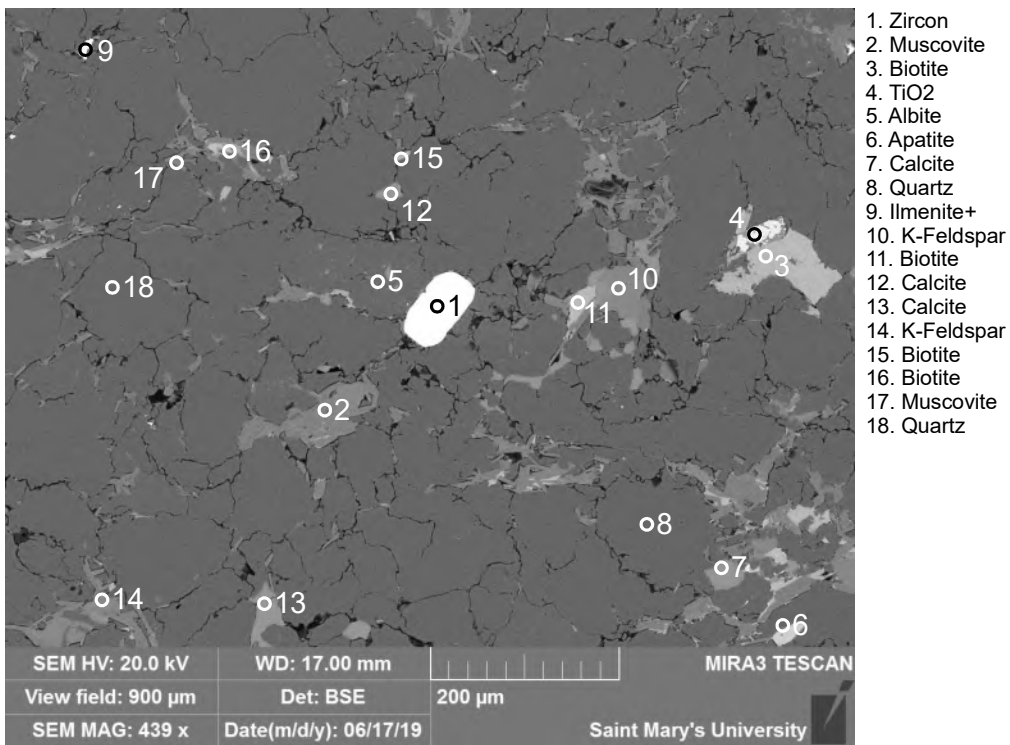 9
16
15
17
12
4
3
5
18
10
1
11
2
8
7
14
13
6
SEM HV: 20.0 kV
WD: 17.00 mm
MIRA3 TESCAN
View field: 900 µm
Det: BSE
200 µm
SEM MAG: 439 x
Date(m/d/y): 06/17/19
Saint Mary's University
1. Zircon
2. Muscovite
3. Biotite
4. TiO2
5. Albite
6. Apatite
7. Calcite
8. Quartz
9. Ilmenite+
10. K-Feldspar
11. Biotite
12. Calcite
13. Calcite
14. K-Feldspar
15. Biotite
16. Biotite
17. Muscovite
18. Quartz